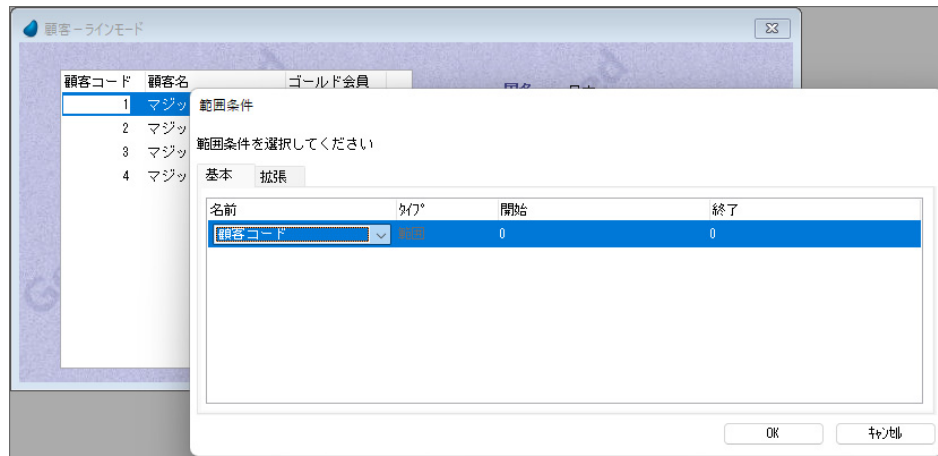 顧客－ラインモード
顧客コード 顧客名 ゴールド会員
1 マジッ
2 マジッ
3 マジッ
4 マジッ
範囲条件
範囲条件を選択してください
基本 拡張
名前 ﾀｲﾌﾟ 開始 終了
顧客コード 範囲 0 0
OK ｷｬﾝｾﾙ